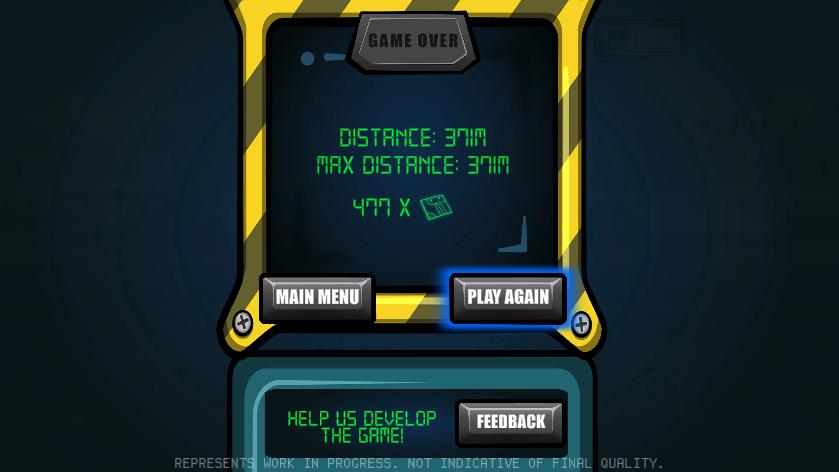 GAME OVER
DISTANCE: 371M
MAX DISTANCE: 371M
477 X
MAIN MENU
PLAY AGAIN
HELP US DEVELOP
THE GAME!
FEEDBACK
REPRESENTS WORK IN PROGRESS. NOT INDICATIVE OF FINAL QUALITY.